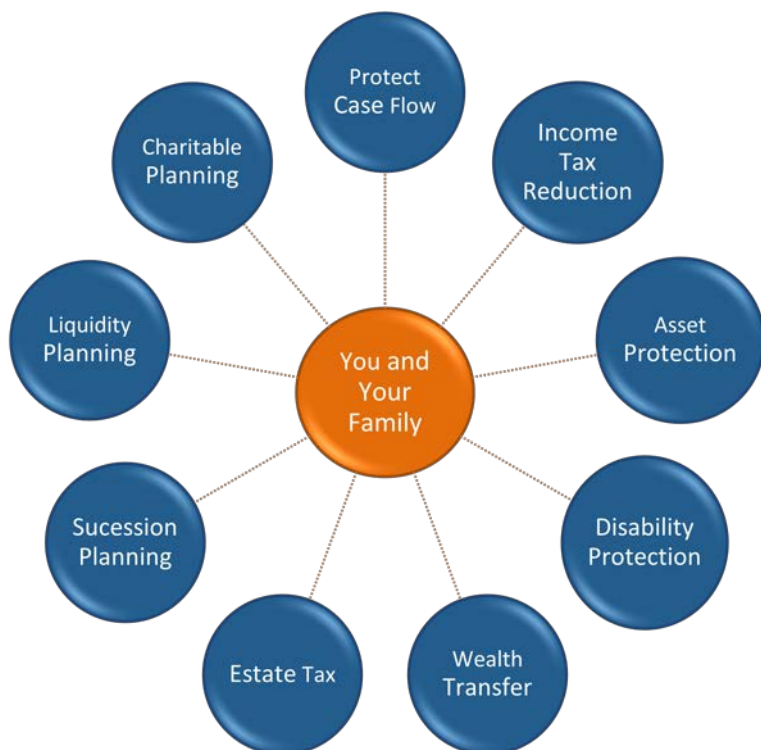 Protect
Case Flow
Income
Tax
Reduction
Asset
Protection
Disability
Protection
Wealth
Transfer
Estate Tax
Sucession
Planning
Liquidity
Planning
Charitable
Planning
You and
Your
Family